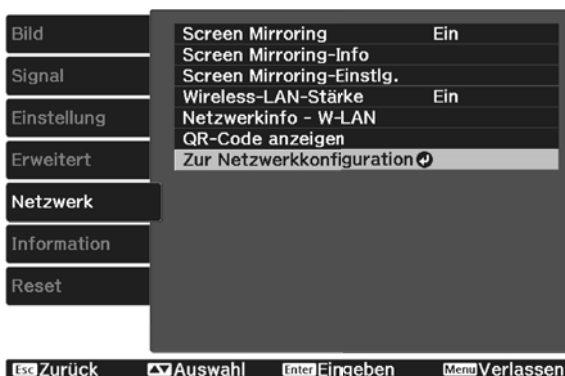 Bild
Signal
Einstellung
Erweitert
Netzwerk
Information
Reset
Screen Mirroring Ein
Screen Mirroring-Info
Screen Mirroring-Einstlg.
Wireless-LAN-Stärke Ein
Netzwerkinfo - W-LAN
QR-Code anzeigen
Zur Netzwerkkonfiguration
Esc Zurück Auswahl Enter Eingeben Menu Verlassen